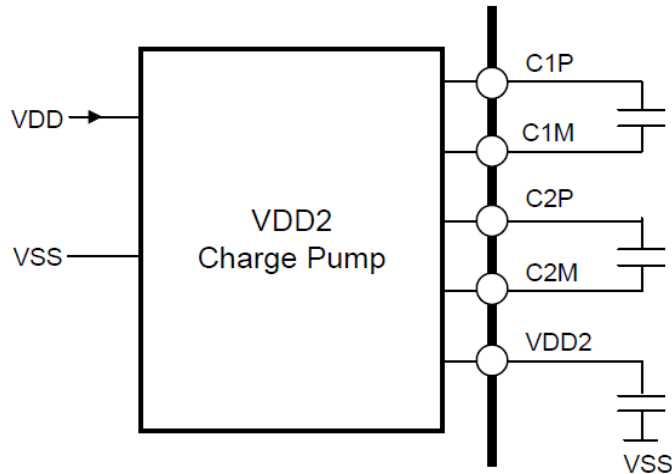 VDD
VSS
VDD2
Charge Pump
C1P
C1M
C2P
C2M
VDD2
VSS